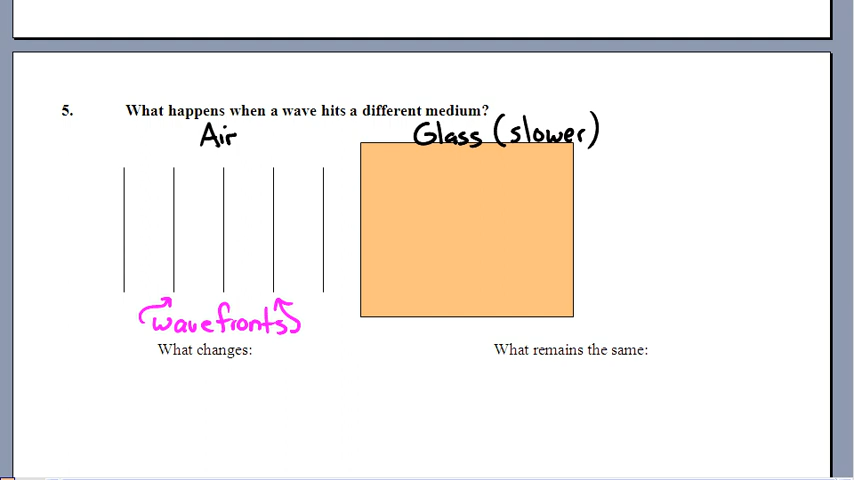 5. What happens when a wave hits a different medium?
Air Glass (slower)
wavefronts
What changes: What remains the same: